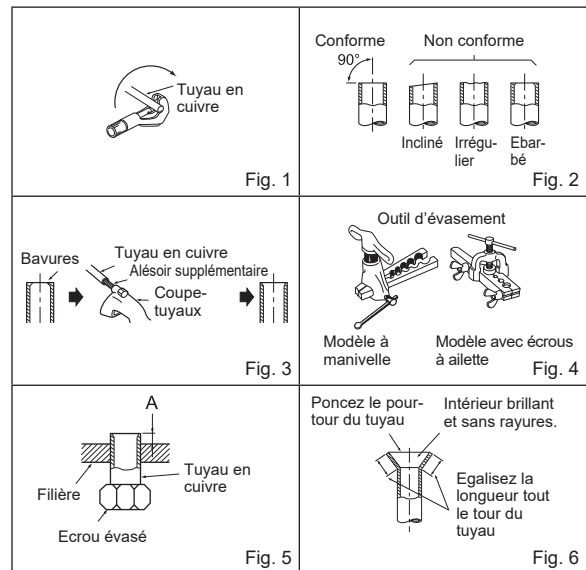 Tuyau en
cuivre
Fig. 1
Conforme
Non conforme
90°
Incliné
Irrégu-
lier
Ebar-
bé
Fig. 2
Bavures
Tuyau en cuivre
Alésoir supplémentaire
Coupe-
tuyaux
Fig. 3
Outil d'évasement
Modèle à
manivelle
Modèle avec écrous
à ailette
Fig. 4
A
Filière
Tuyau en
cuivre
Ecrou évasé
Fig. 5
Poncez le pour-
tour du tuyau
Intérieur brillant
et sans rayures.
Egalisez la
longueur tout
le tour du
tuyau
Fig. 6